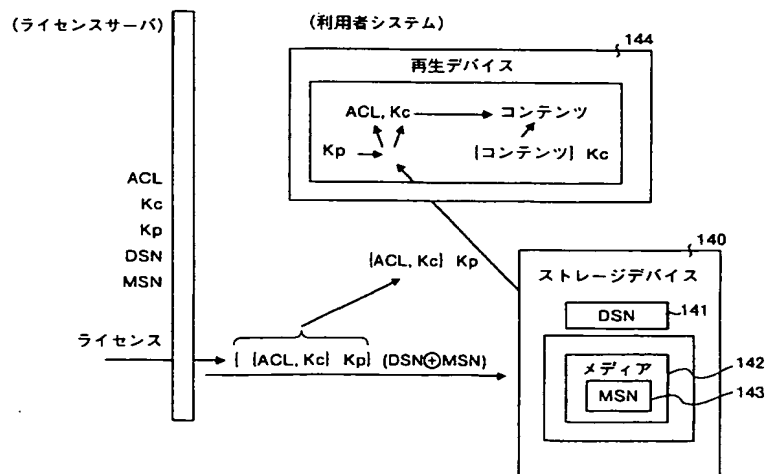 (ライセンスサーバ)
(利用者システム)
144
再生デバイス
ACL, Kc
コンテンツ
Kp
{コンテンツ} Kc
ACL
Kc
Kp
DSN
MSN
{ACL, Kc} Kp
ライセンス
{ {ACL, Kc} Kp} (DSN⊕MSN)
140
ストレージデバイス
DSN
141
メディア
142
MSN
143